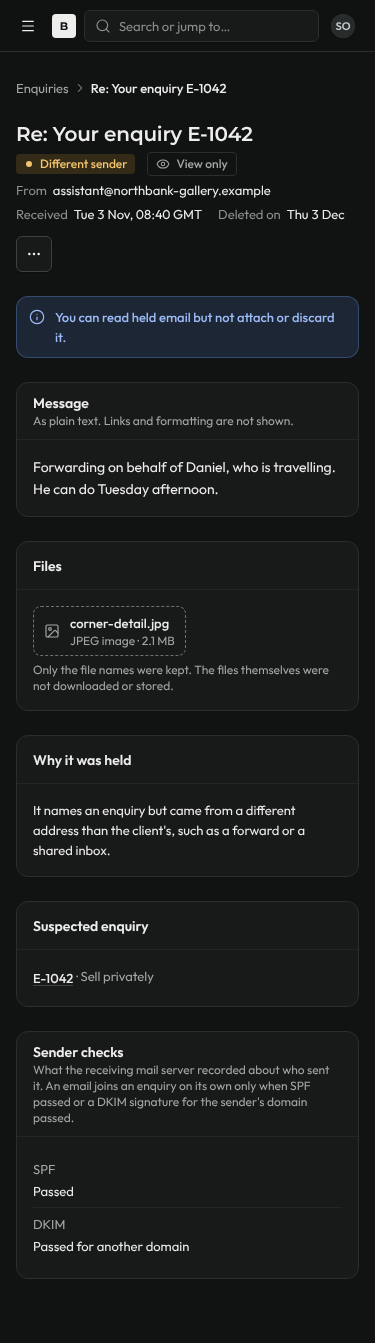 B
Search or jump to...
SO
Enquiries > Re: Your enquiry E-1042
Re: Your enquiry E-1042
Different sender
View only
From assistant@northbank-gallery.example
Received Tue 3 Nov, 08:40 GMT Deleted on Thu 3 Dec
You can read held email but not attach or discard
it.
Message
As plain text. Links and formatting are not shown.
Forwarding on behalf of Daniel, who is travelling.
He can do Tuesday afternoon.
Files
corner-detail.jpg
JPEG image · 2.1 MB
Only the file names were kept. The files themselves were
not downloaded or stored.
Why it was held
It names an enquiry but came from a different
address than the client's, such as a forward or a
shared inbox.
Suspected enquiry
E-1042 · Sell privately
Sender checks
What the receiving mail server recorded about who sent
it. An email joins an enquiry on its own only when SPF
passed or a DKIM signature for the sender's domain
passed.
SPF
Passed
DKIM
Passed for another domain